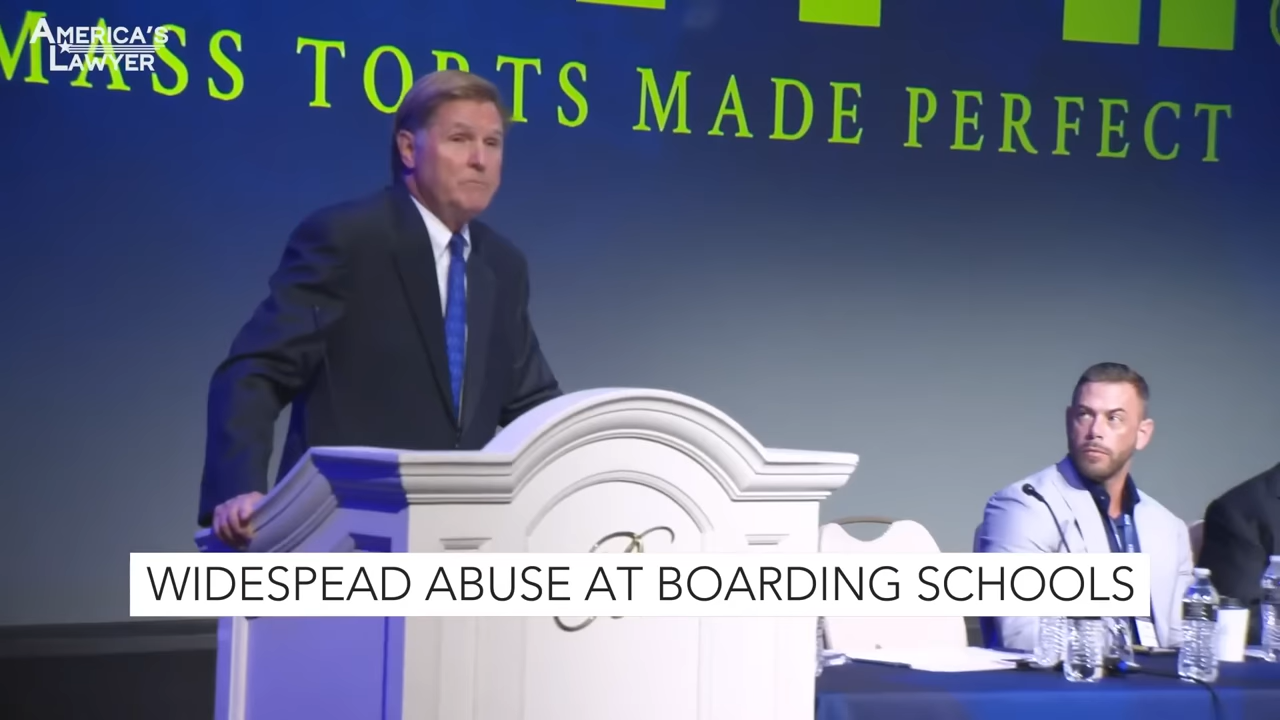 AMERICA'S
LAWYER
MASS TORTS MADE PERFECT
WIDESPEAD ABUSE AT BOARDING SCHOOLS